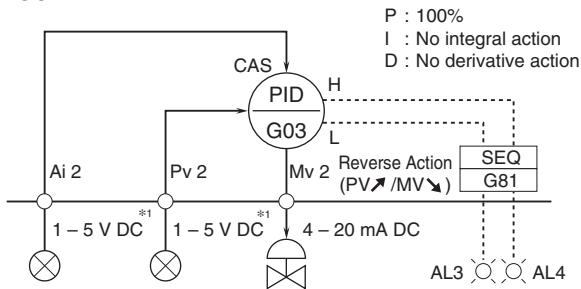 P : 100%
I : No integral action
D : No derivative action
CAS
H
PID
G03
L
Ai 2
Pv 2
Mv 2
Reverse Action
(PV↗/MV↘)
SEQ
G81
1 – 5 V DC*1
1 – 5 V DC*1
4 – 20 mA DC
AL3
AL4